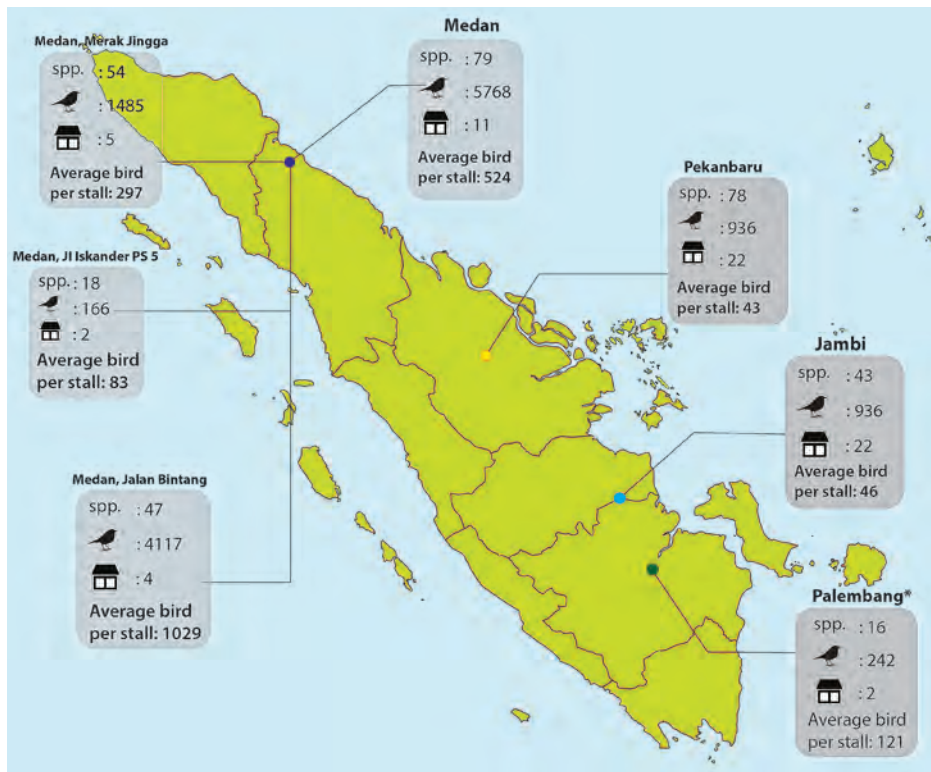 Medan, Merak Jingga
spp. : 54
: 1485
: 5
Average bird
per stall: 297
Medan
spp. : 79
: 5768
: 11
Average bird
per stall: 524
Pekanbaru
spp. : 78
: 936
: 22
Average bird
per stall: 43
Medan, Jl Iskander PS 5
spp. : 18
: 166
: 2
Average bird
per stall: 83
Jambi
spp. : 43
: 936
: 22
Average bird
per stall: 46
Medan, Jalan Bintang
spp. : 47
: 4117
: 4
Average bird
per stall: 1029
Palembang*
spp. : 16
: 242
: 2
Average bird
per stall: 121